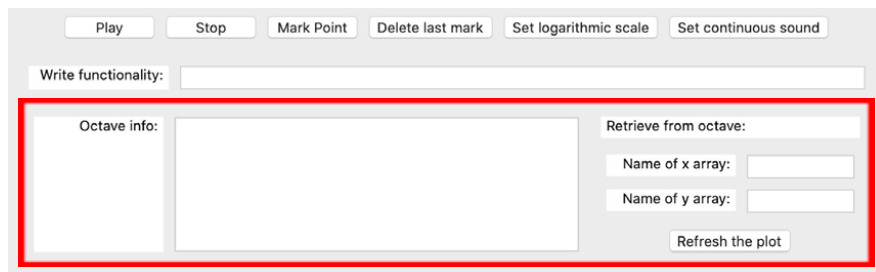 Play Stop Mark Point Delete last mark Set logarithmic scale Set continuous sound
Write functionality:
Octave info: Retrieve from octave:
Name of x array:
Name of y array:
Refresh the plot